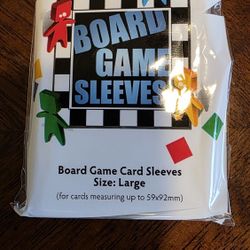 BOARD
GAME
SLEEVES
Board Game Card Sleeves
Size: Large
(for cards measuring up to 59x92mm)